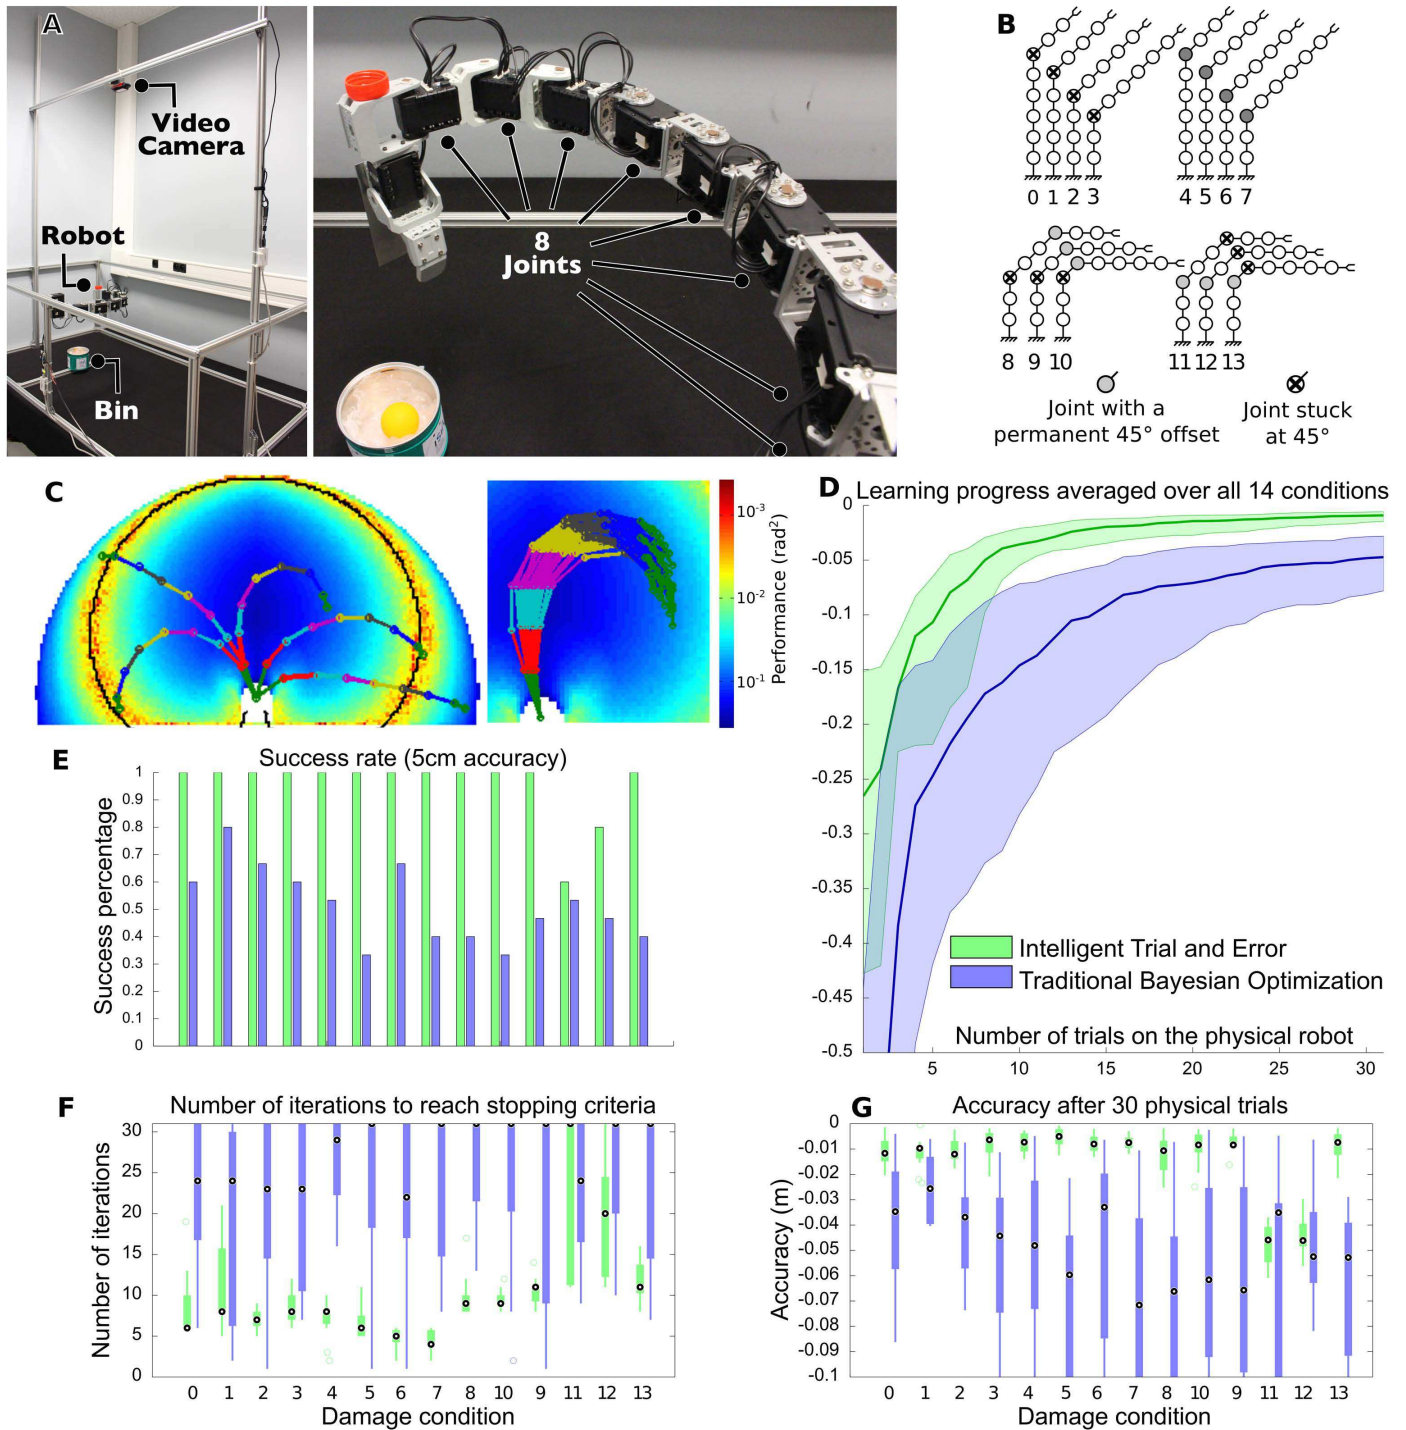 A
Video
Camera
Robot
Bin
8
Joints
B
0 1 2 3
4 5 6 7
8 9 10
11 12 13
Joint with a
permanent 45° offset
Joint stuck
at 45°
C
10-3
10-2
10-1
Performance (rad2)
D
Learning progress averaged over all 14 conditions
0
-0.05
-0.1
-0.15
-0.2
-0.25
-0.3
-0.35
-0.4
-0.45
-0.5
Intelligent Trial and Error
Traditional Bayesian Optimization
Number of trials on the physical robot
5 10 15 20 25 30
E
Success rate (5cm accuracy)
Success percentage
1
0.9
0.8
0.7
0.6
0.5
0.4
0.3
0.2
0.1
0
F
Number of iterations to reach stopping criteria
Number of iterations
30
25
20
15
10
5
0
0 1 2 3 4 5 6 7 8 10 9 11 12 13
Damage condition
G
Accuracy after 30 physical trials
Accuracy (m)
0
-0.01
-0.02
-0.03
-0.04
-0.05
-0.06
-0.07
-0.08
-0.09
-0.1
0 1 2 3 4 5 6 7 8 10 9 11 12 13
Damage condition